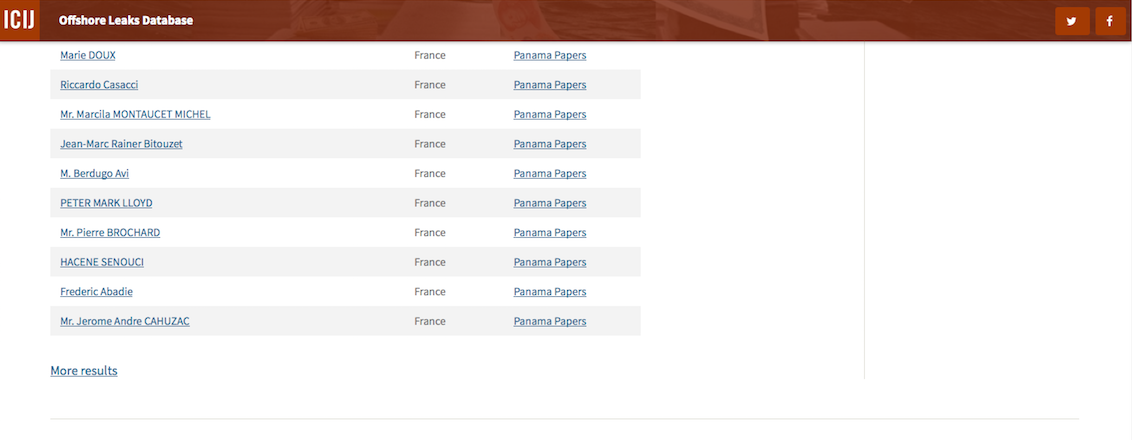 ICIJ Offshore Leaks Database
Marie DOUX France Panama Papers
Riccardo Casacci France Panama Papers
Mr. Marcila MONTAUCET MICHEL France Panama Papers
Jean-Marc Rainer Bitouzet France Panama Papers
M. Berdugo Avi France Panama Papers
PETER MARK LLOYD France Panama Papers
Mr. Pierre BROCHARD France Panama Papers
HACENE SENOUCI France Panama Papers
Frederic Abadie France Panama Papers
Mr. Jerome Andre CAHUZAC France Panama Papers
More results